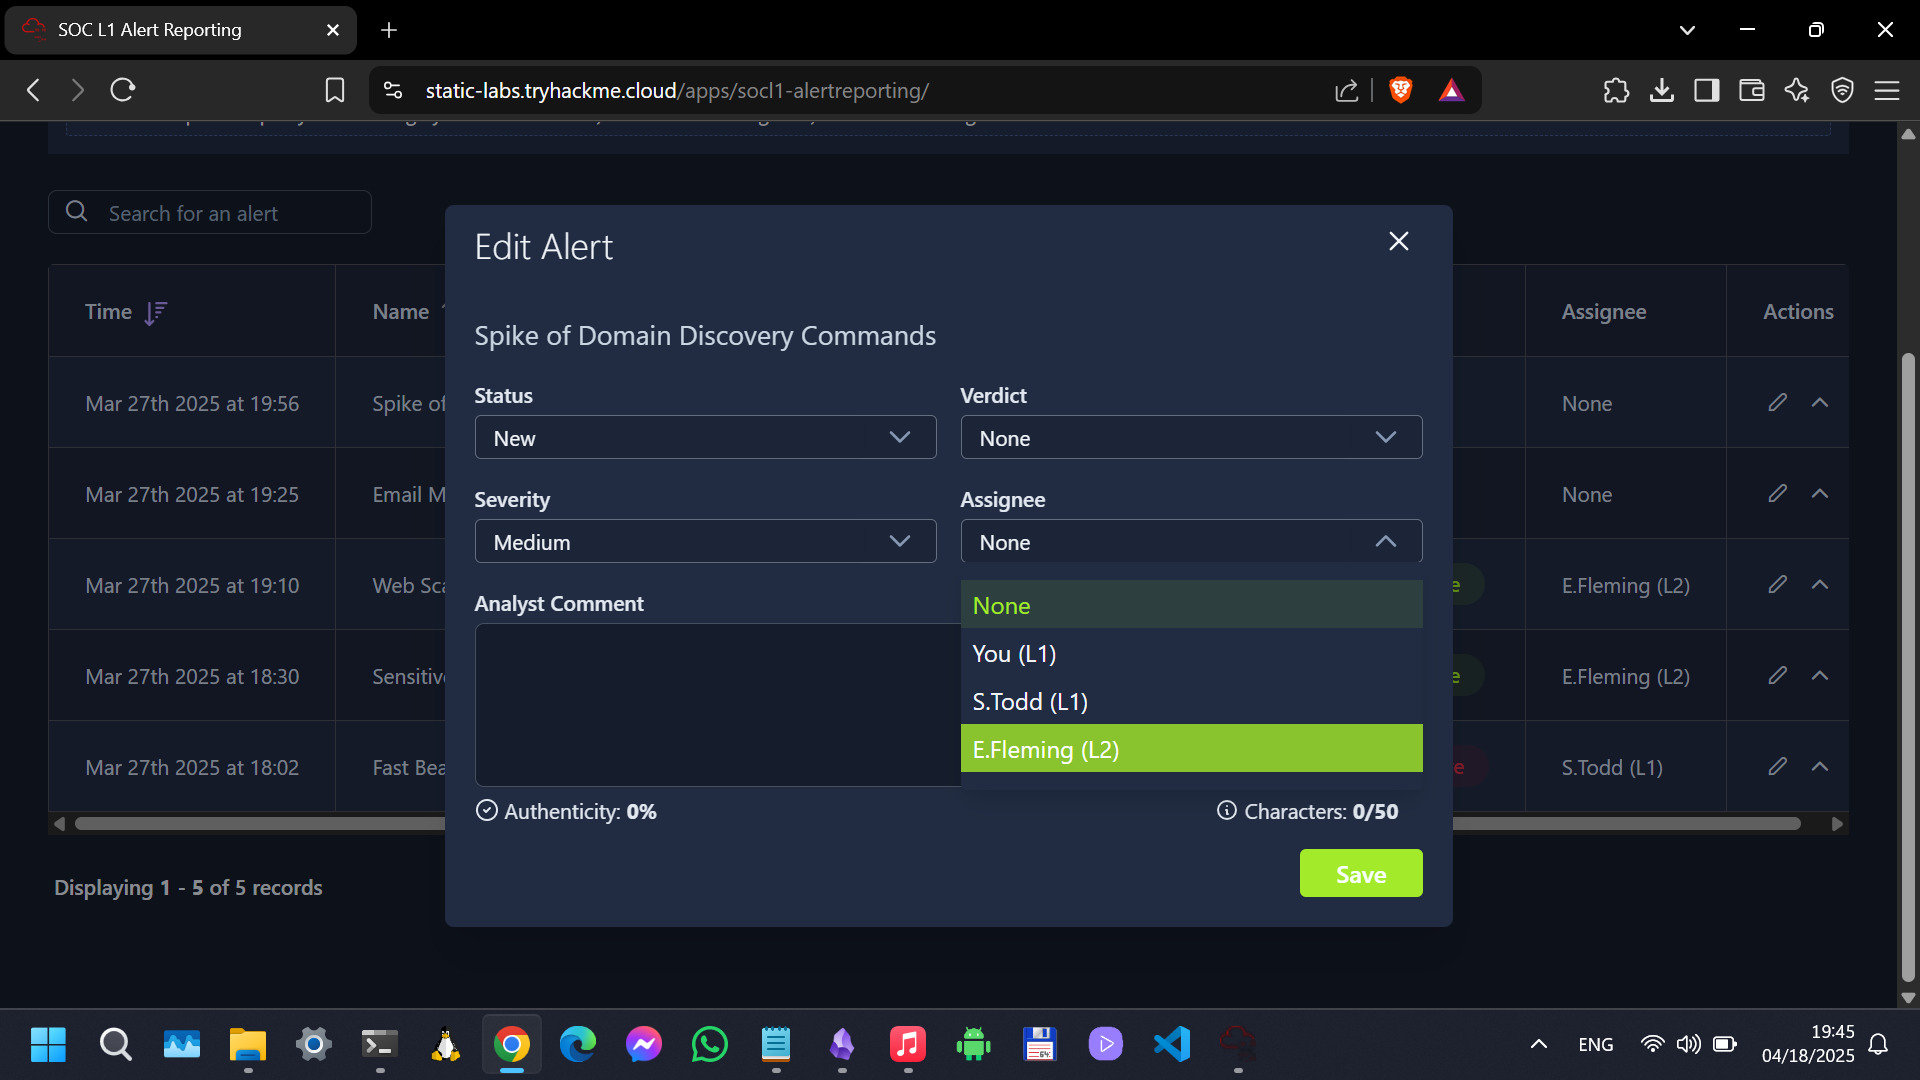 SOC L1 Alert Reporting
static-labs.tryhackme.cloud/apps/socl1-alertreporting/
Search for an alert
Edit Alert
Time
Name
Assignee
Actions
Spike of Domain Discovery Commands
Status
Verdict
New
None
Mar 27th 2025 at 19:56
Spike of
None
Severity
Assignee
Mar 27th 2025 at 19:25
Email M
None
Medium
None
Mar 27th 2025 at 19:10
Web Sca
e
E.Fleming (L2)
Analyst Comment
None
You (L1)
Mar 27th 2025 at 18:30
Sensitive
e
E.Fleming (L2)
S.Todd (L1)
E.Fleming (L2)
Mar 27th 2025 at 18:02
Fast Bea
e
S.Todd (L1)
Authenticity: 0%
Characters: 0/50
Save
Displaying 1 - 5 of 5 records
64
ENG
19:45
04/18/2025